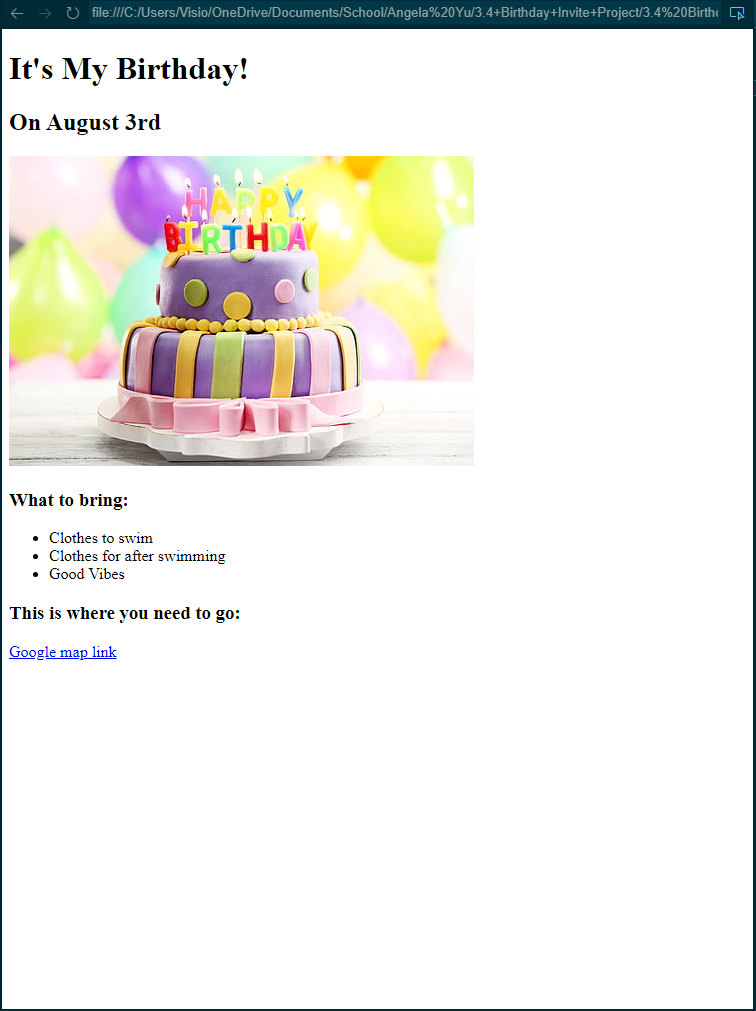 file:///C:/Users/Visio/OneDrive/Documents/School/Angela%20Yu/3.4+Birthday+Invite+Project/3.4%20Birth
It's My Birthday!
On August 3rd
HAPPY
BIRTHDAY
What to bring:
Clothes to swim
Clothes for after swimming
Good Vibes
This is where you need to go:
Google map link